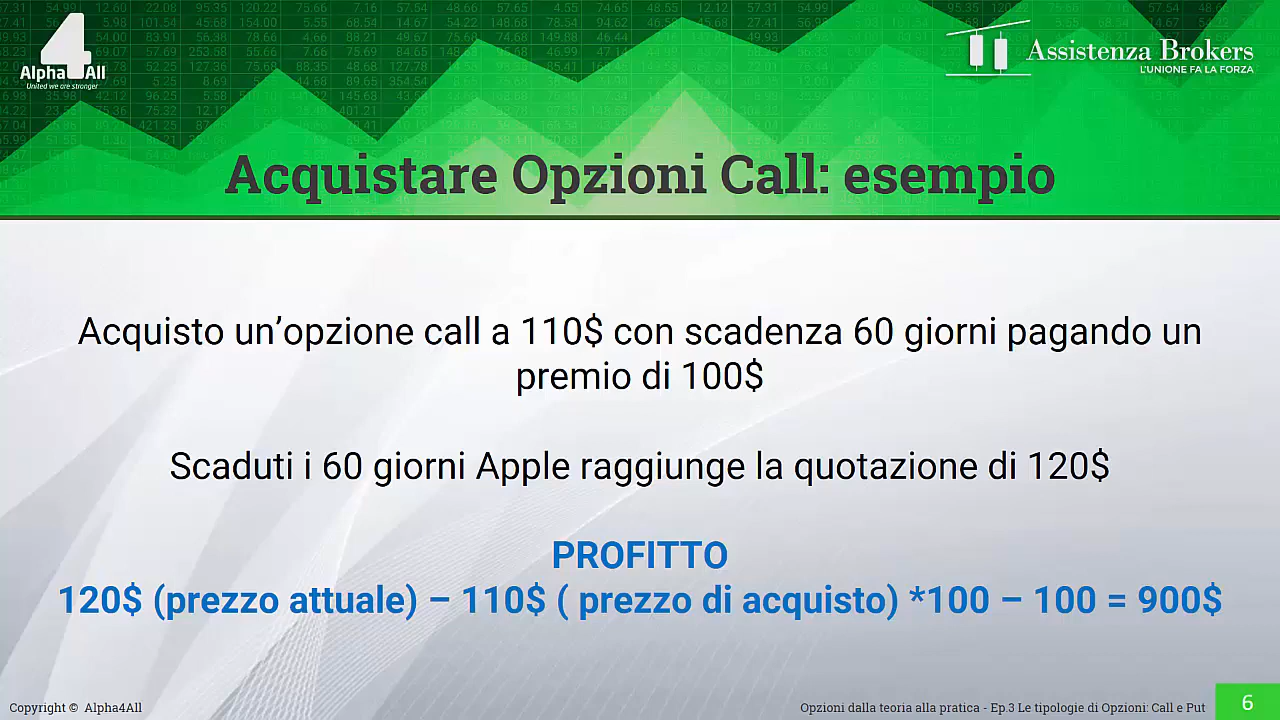 Alpha4All
United we are stronger
Assistenza Brokers
L'UNIONE FA LA FORZA
Acquistare Opzioni Call: esempio
Acquisto un’opzione call a 110$ con scadenza 60 giorni pagando un
premio di 100$
Scaduti i 60 giorni Apple raggiunge la quotazione di 120$
PROFITTO
120$ (prezzo attuale) – 110$ ( prezzo di acquisto) *100 – 100 = 900$
Copyright © Alpha4All
Opzioni dalla teoria alla pratica - Ep 3 Le tipologie di Opzioni: Call e Put
6